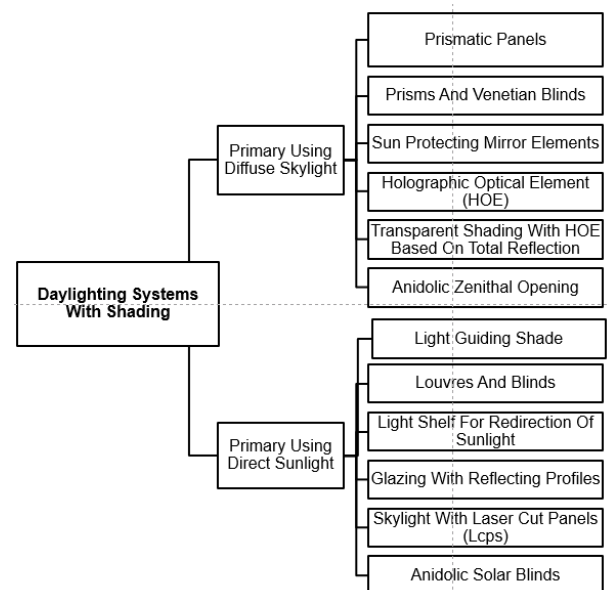 Prismatic Panels
Prisms And Venetian Blinds
Primary Using
Diffuse Skylight
Sun Protecting Mirror Elements
Holographic Optical Element
(HOE)
Transparent Shading With HOE
Based On Total Reflection
Anidolic Zenithal Opening
Daylighting Systems
With Shading
Light Guiding Shade
Louvres And Blinds
Primary Using
Direct Sunlight
Light Shelf For Redirection Of
Sunlight
Glazing With Reflecting Profiles
Skylight With Laser Cut Panels
(Lcps)
Anidolic Solar Blinds